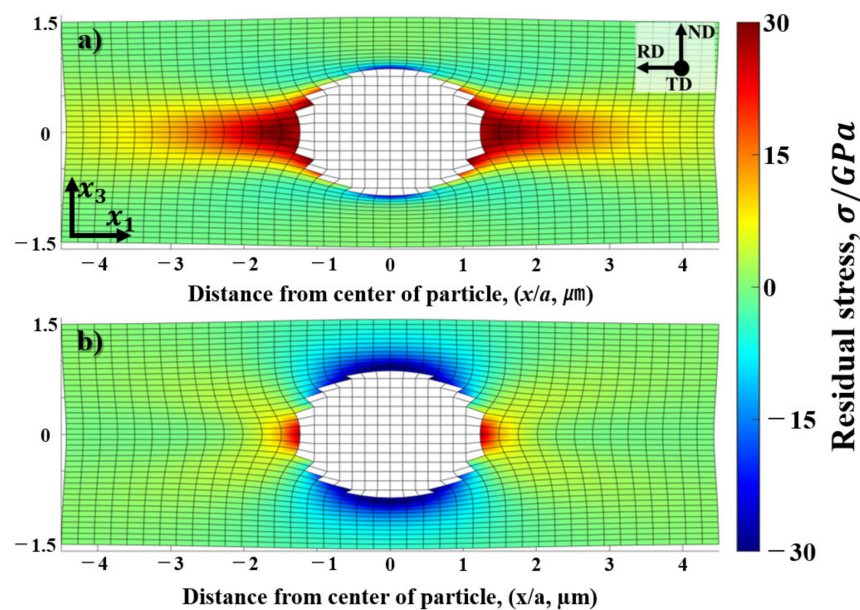 a)
RD
ND
TD
1.5
0
−1.5
x₃
x₁
−4 −3 −2 −1 0 1 2 3 4
Distance from center of particle, (x/a, μm)
b)
1.5
0
−1.5
−4 −3 −2 −1 0 1 2 3 4
Distance from center of particle, (x/a, μm)
30
15
0
−15
−30
Residual stress, σ/GPa